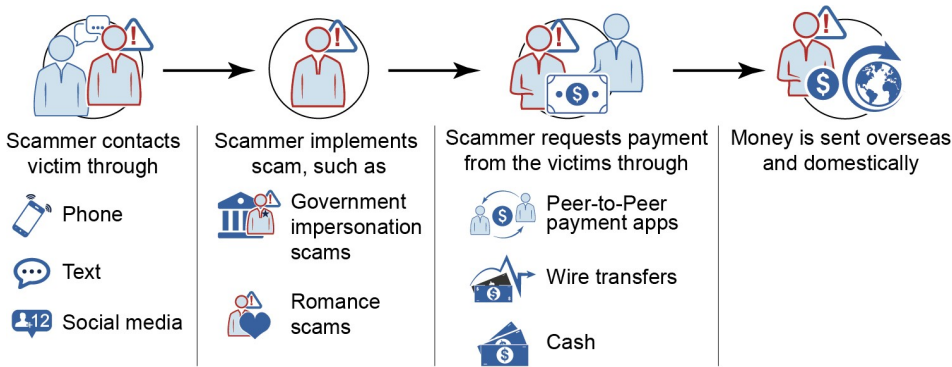 Scammer contacts
victim through
Phone
Text
12
Social media
Scammer implements
scam, such as
Government
impersonation
scams
Romance
scams
Scammer requests payment
from the victims through
$
Peer-to-Peer
payment apps
$
Wire transfers
$
Cash
$
Money is sent overseas
and domestically
$